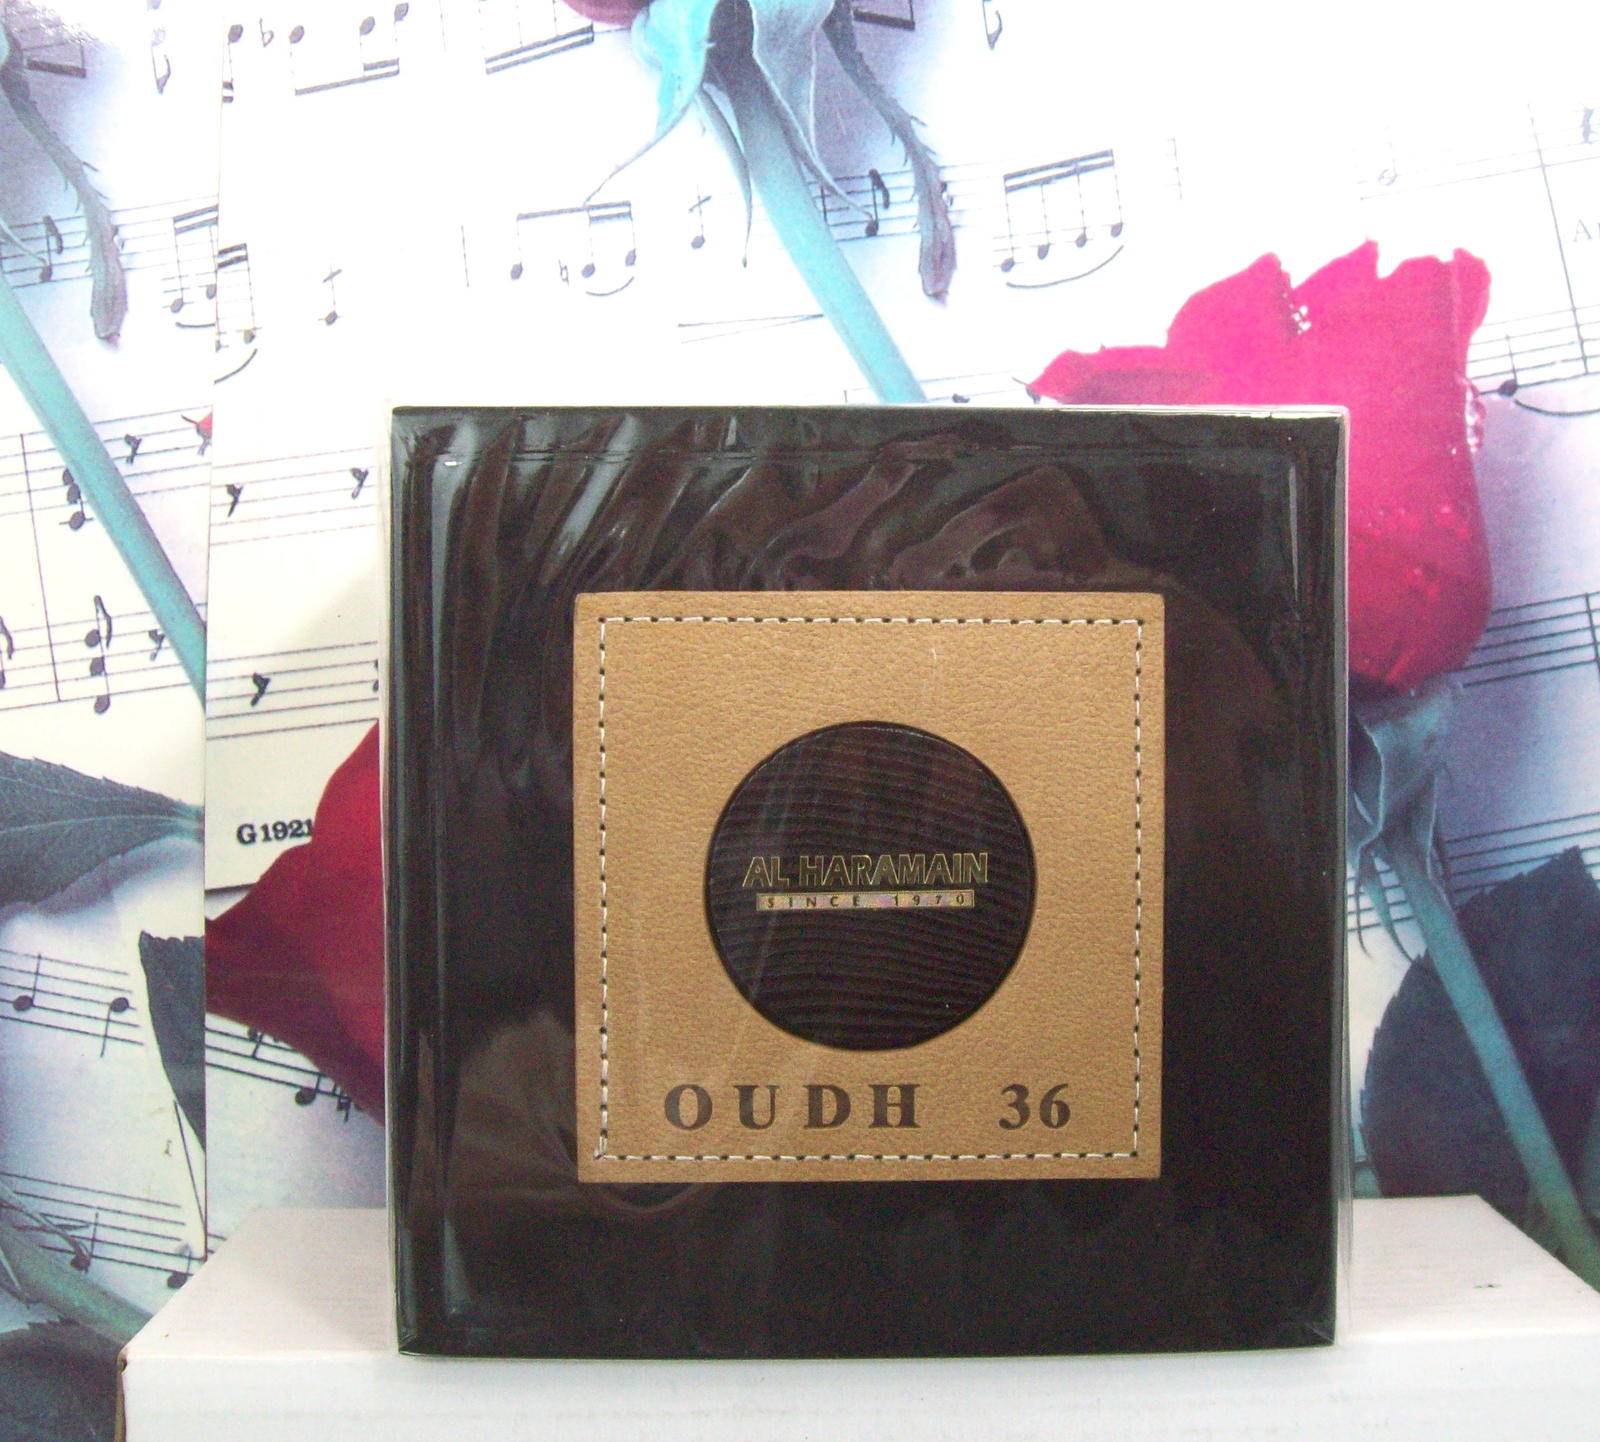 G1921
AL HARAMAIN
SINCE 1970
OUDH 36